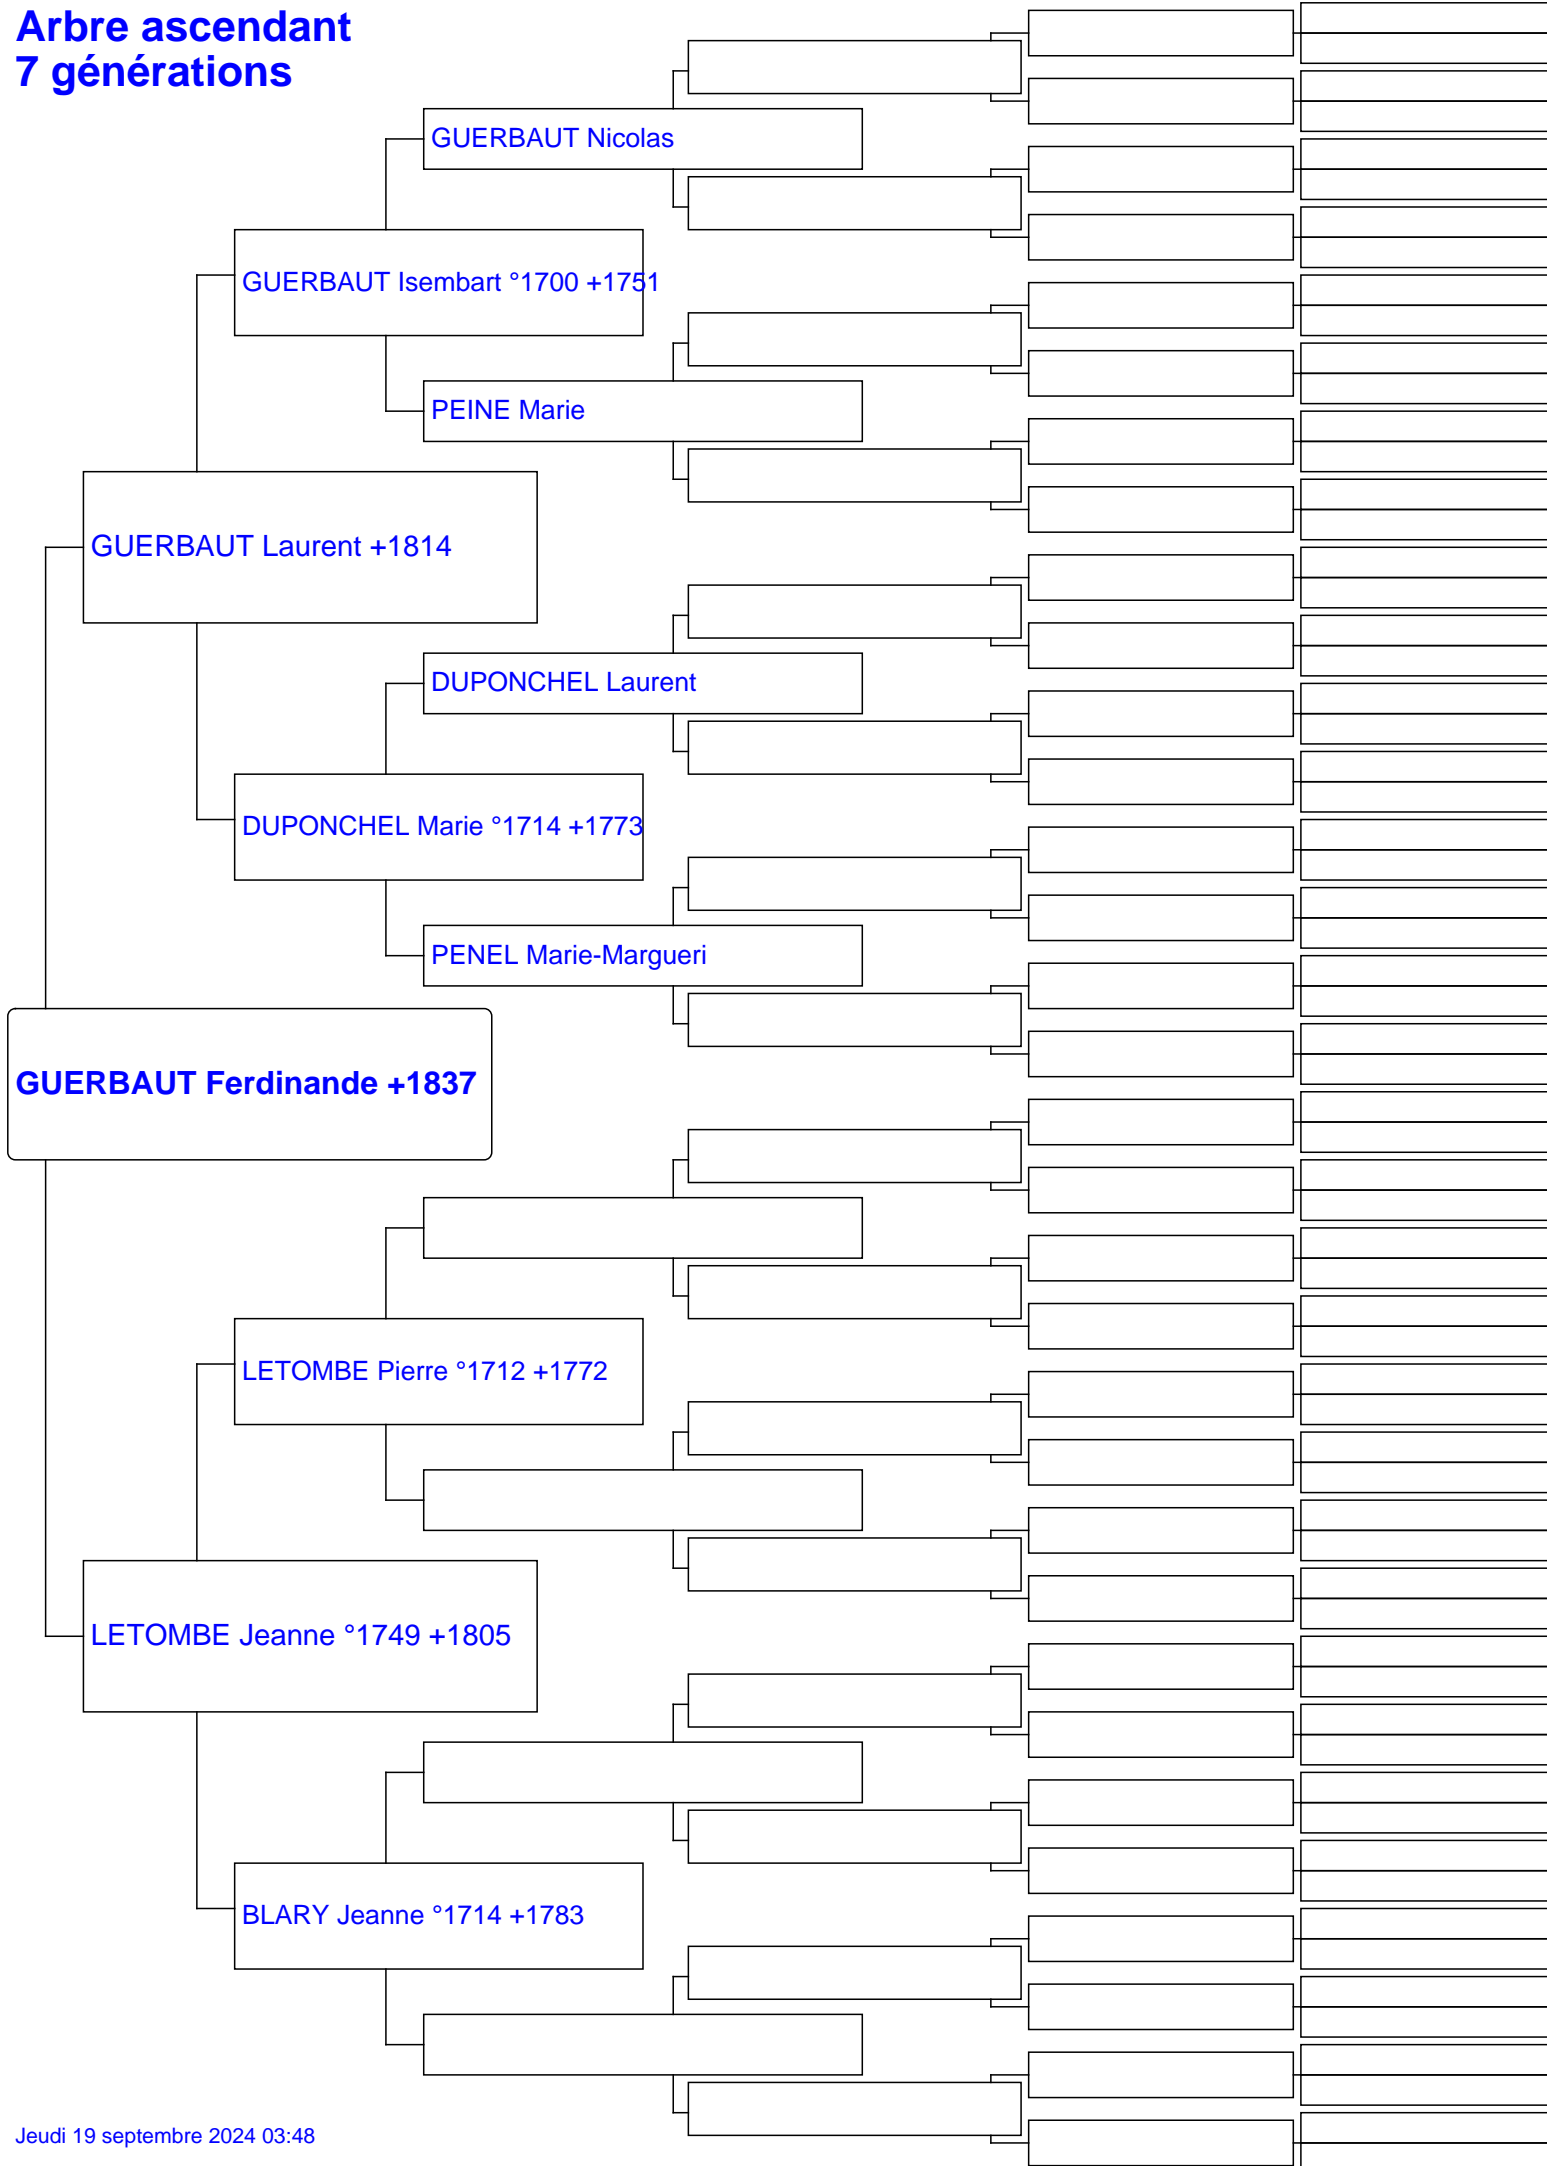 Arbre ascendant
7 générations
GUERBAUT Nicolas
GUERBAUT Isembart °1700 +1751
PEINE Marie
GUERBAUT Laurent +1814
DUPONCHEL Laurent
DUPONCHEL Marie °1714 +1773
PENEL Marie-Margueri
GUERBAUT Ferdinande +1837
LETOMBE Pierre °1712 +1772
LETOMBE Jeanne °1749 +1805
BLARY Jeanne °1714 +1783
Jeudi 19 septembre 2024 03:48